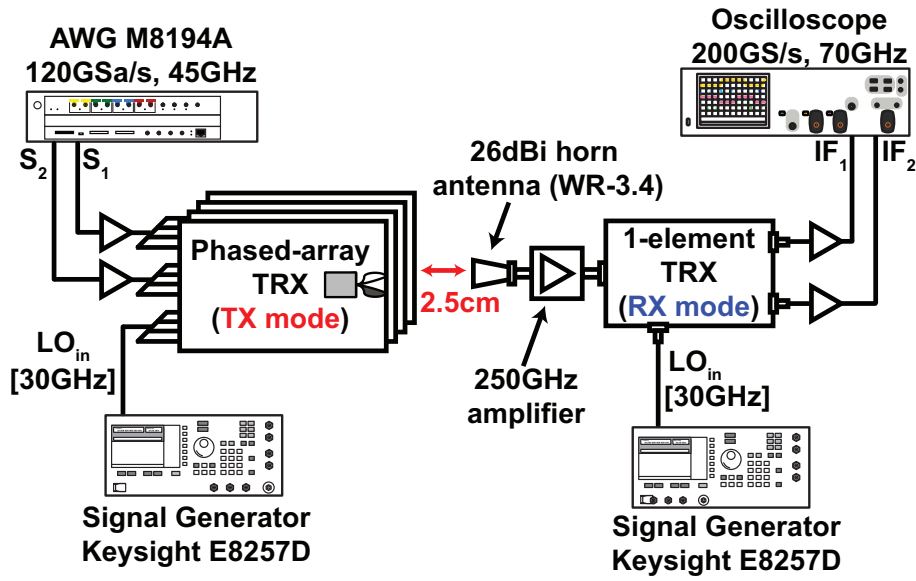 AWG M8194A
120GSa/s, 45GHz
Oscilloscope
200GS/s, 70GHz
S2
S1
IF1
IF2
26dBi horn
antenna (WR-3.4)
Phased-array
TRX
(TX mode)
2.5cm
1-element
TRX
(RX mode)
LOin
[30GHz]
250GHz
amplifier
LOin
[30GHz]
Signal Generator
Keysight E8257D
Signal Generator
Keysight E8257D